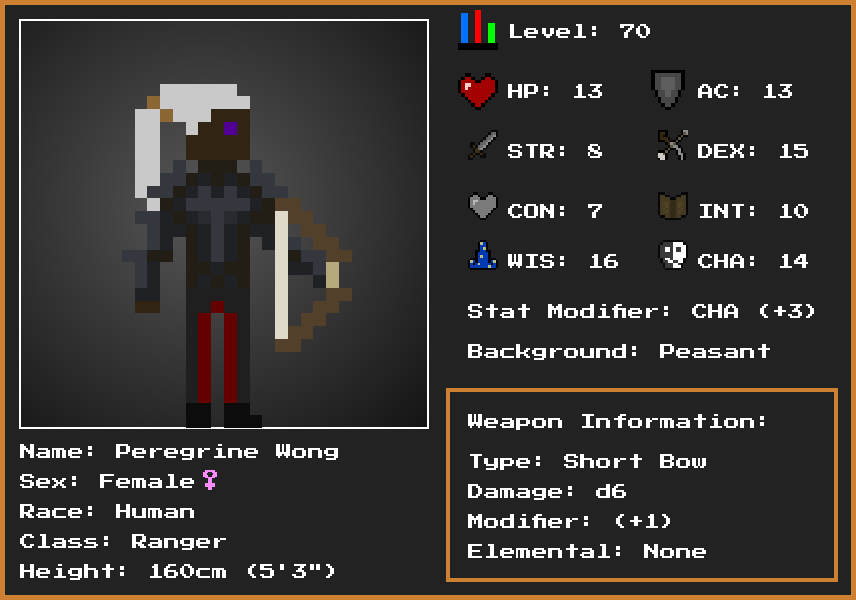 Level: 70
HP: 13
AC: 13
STR: 8
DEX: 15
CON: 7
INT: 10
WIS: 16
CHA: 14
Stat Modifier: CHA (+3)
Background: Peasant
Weapon Information:
Type: Short Bow
Damage: d6
Modifier: (+1)
Elemental: None
Name: Peregrine Wong
Sex: Female♀
Race: Human
Class: Ranger
Height: 160cm (5'3")